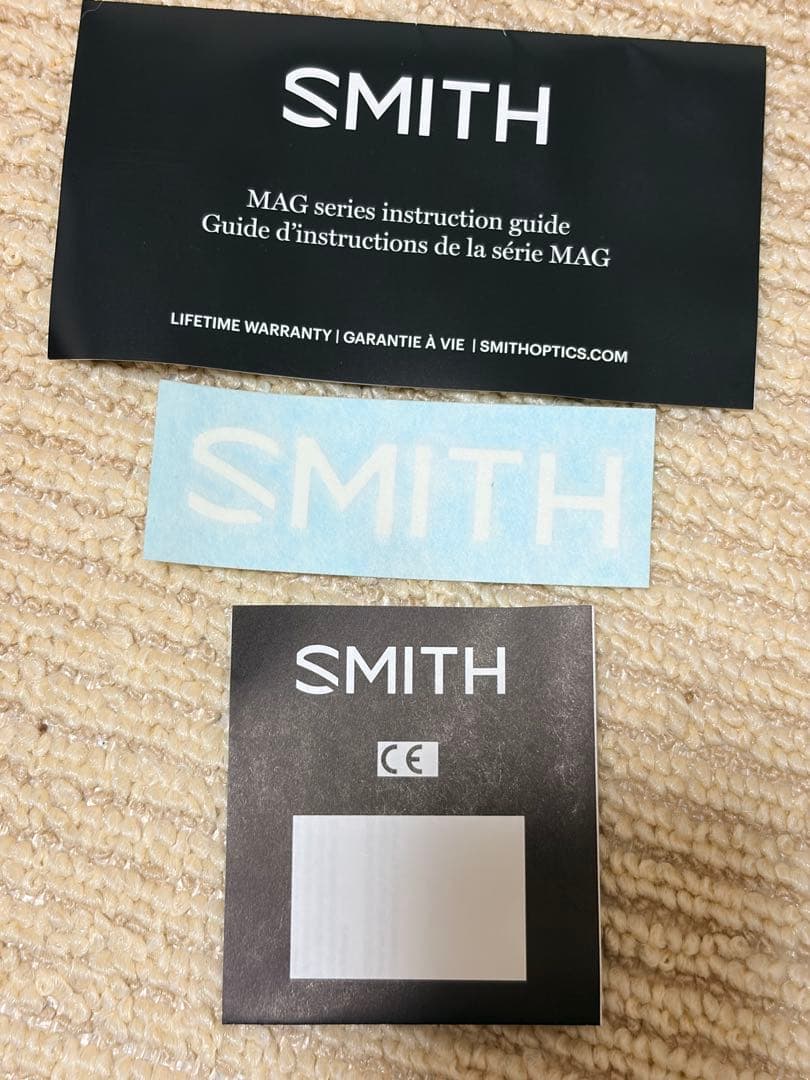 SMITH
MAG series instruction guide
Guide d'instructions de la série MAG
LIFETIME WARRANTY | GARANTIE À VIE | SMITHOPTICS.COM
SMITH
SMITH
CE